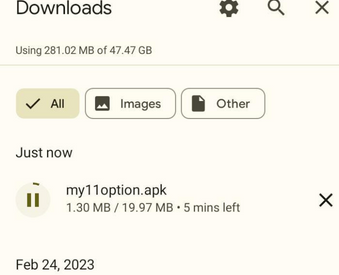 Downloads
Using 281.02 MB of 47.47 GB
All
Images
Other
Just now
my11option.apk
1.30 MB / 19.97 MB • 5 mins left
Feb 24, 2023